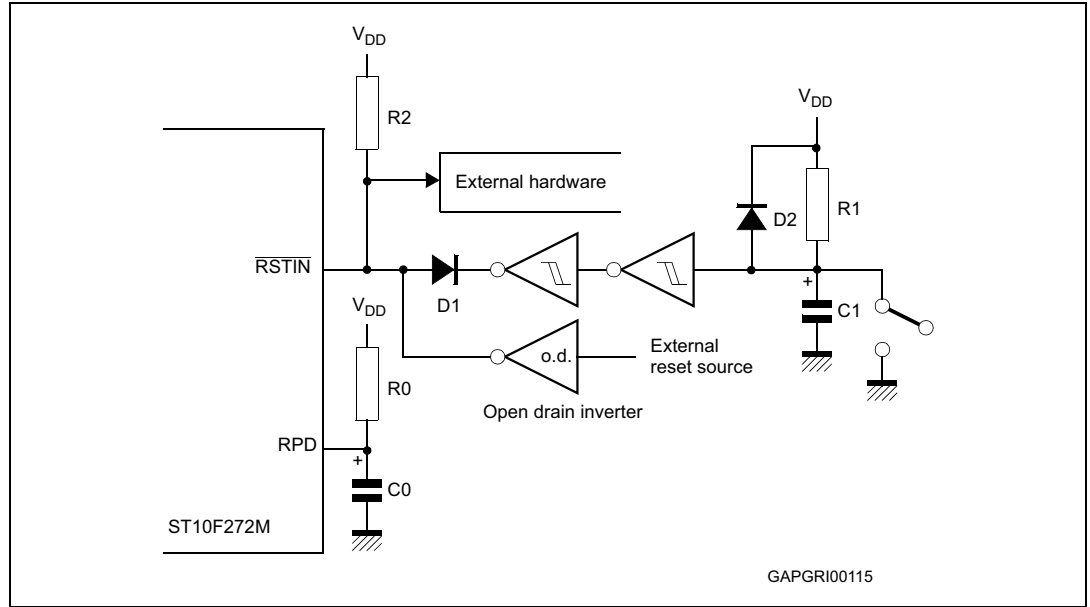 VDD
R2
VDD
External hardware
D2
R1
RSTIN
D1
+
C1
VDD
o.d.
External
reset source
R0
Open drain inverter
RPD
+
C0
ST10F272M
GAPGRI00115